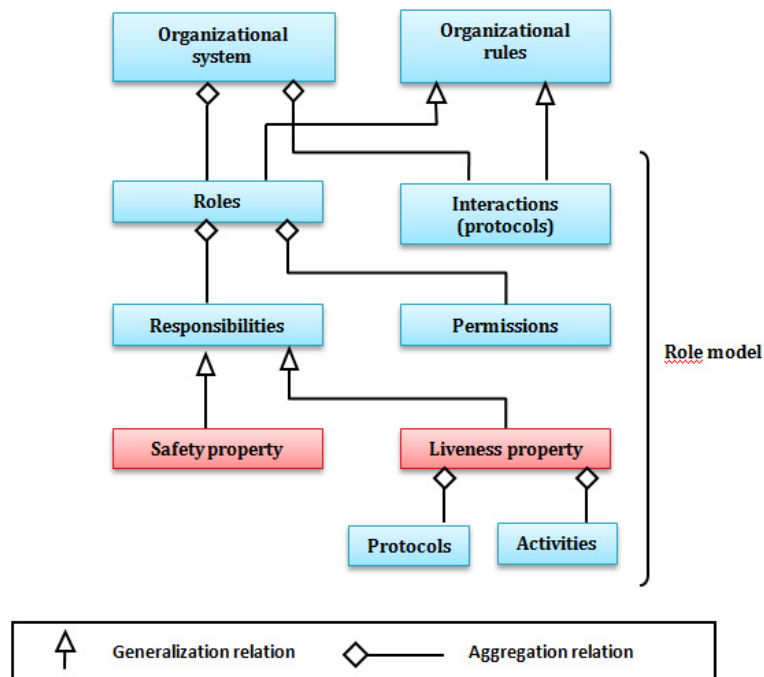 Organizational
system
Organizational
rules
Roles
Interactions
(protocols)
Responsibilities
Permissions
Role model
Safety property
Liveness property
Protocols
Activities
Generalization relation
Aggregation relation